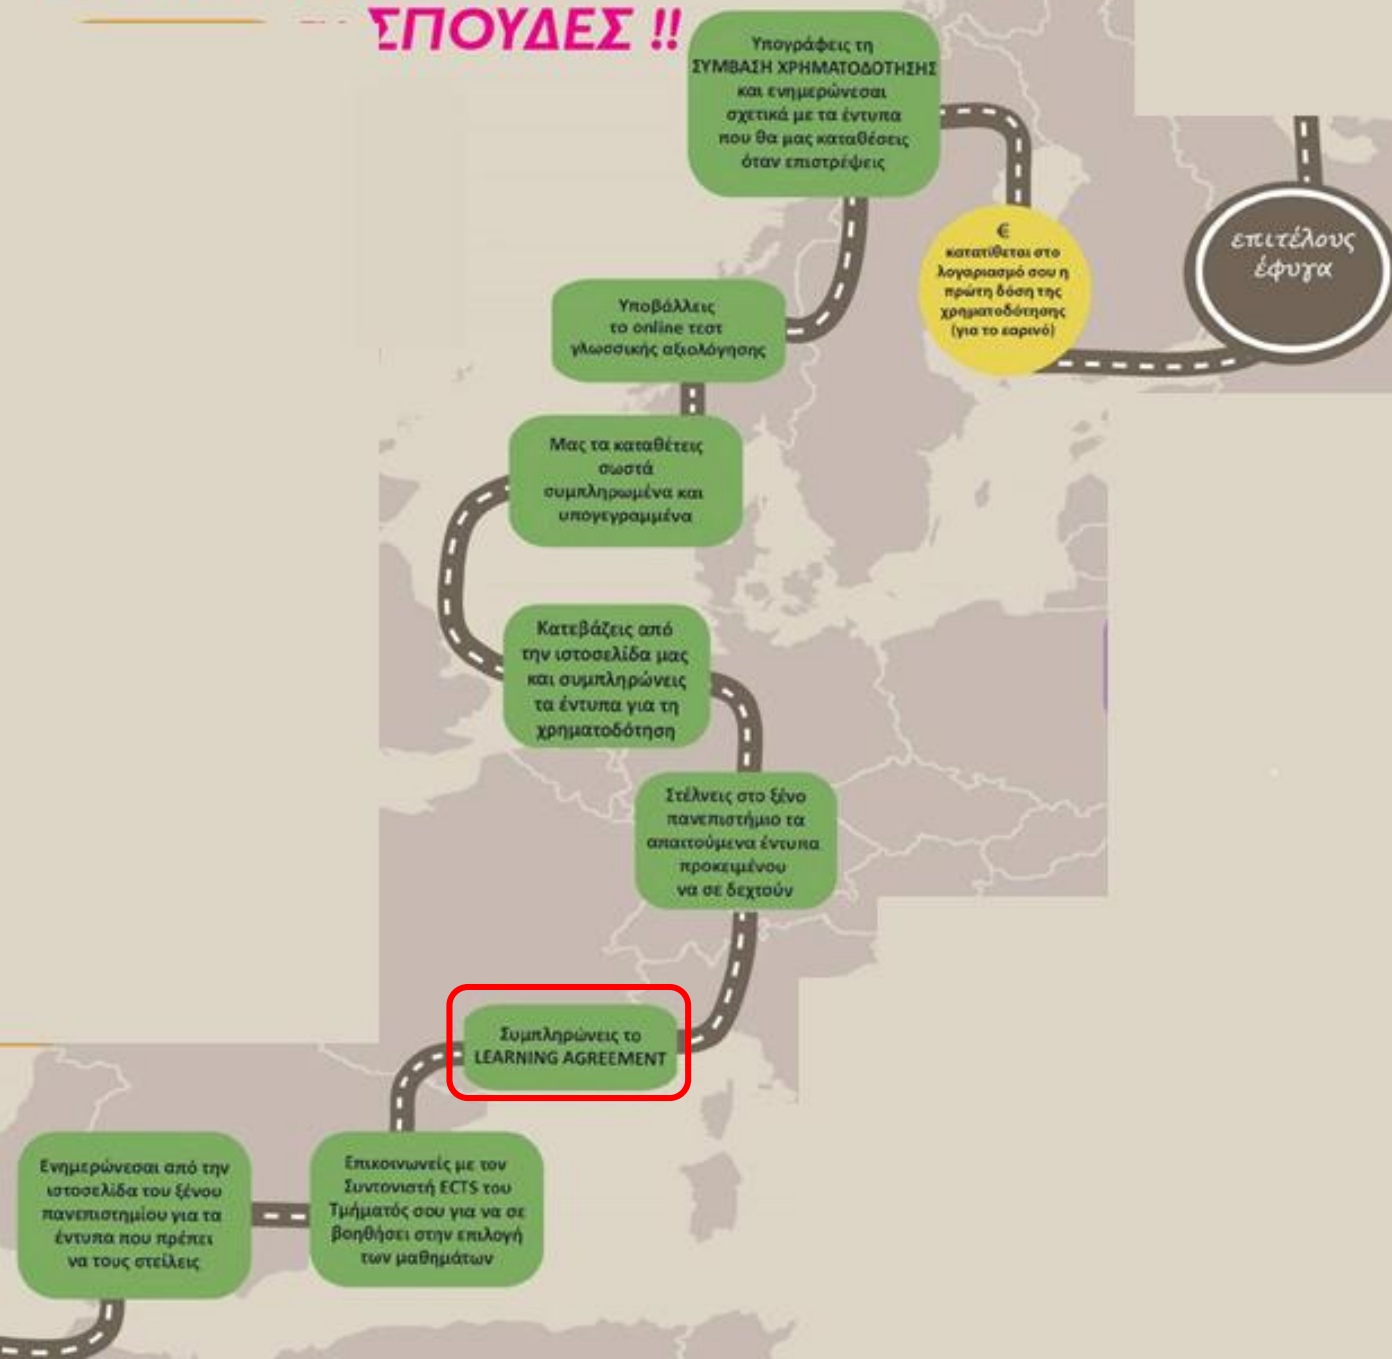 ΣΠΟΥΔΕΣ !!
Υπογράφεις τη
ΣΥΜΒΑΣΗ ΧΡΗΜΑΤΟΔΟΤΗΣΗΣ
και ενημερώνεσαι
σχετικά με τα έντυπα
που θα μας καταθέσεις
όταν επιστρέψεις
€
κατατίθεται στο
λογαριασμό σου η
πρώτη δόση της
χρηματοδότησης
(για το εαρινό)
επιτέλους
έφυγα
Υποβάλλεις
το online τεστ
γλωσσικής αξιολόγησης
Μας τα καταθέτεις
σωστά
συμπληρωμένα και
υπογεγραμμένα
Κατεβάζεις από
την ιστοσελίδα μας
και συμπληρώνεις
τα έντυπα για τη
χρηματοδότηση
Στέλνεις στο ξένο
πανεπιστήμιο τα
απαιτούμενα έντυπα
προκειμένου
να σε δεχτούν
Συμπληρώνεις το
LEARNING AGREEMENT
Ενημερώνεσαι από την
ιστοσελίδα του ξένου
πανεπιστημίου για τα
έντυπα που πρέπει
να τους στείλεις
Επικοινωνείς με τον
Συντονιστή ECTS του
Τμήματός σου για να σε
βοηθήσει στην επιλογή
των μαθημάτων